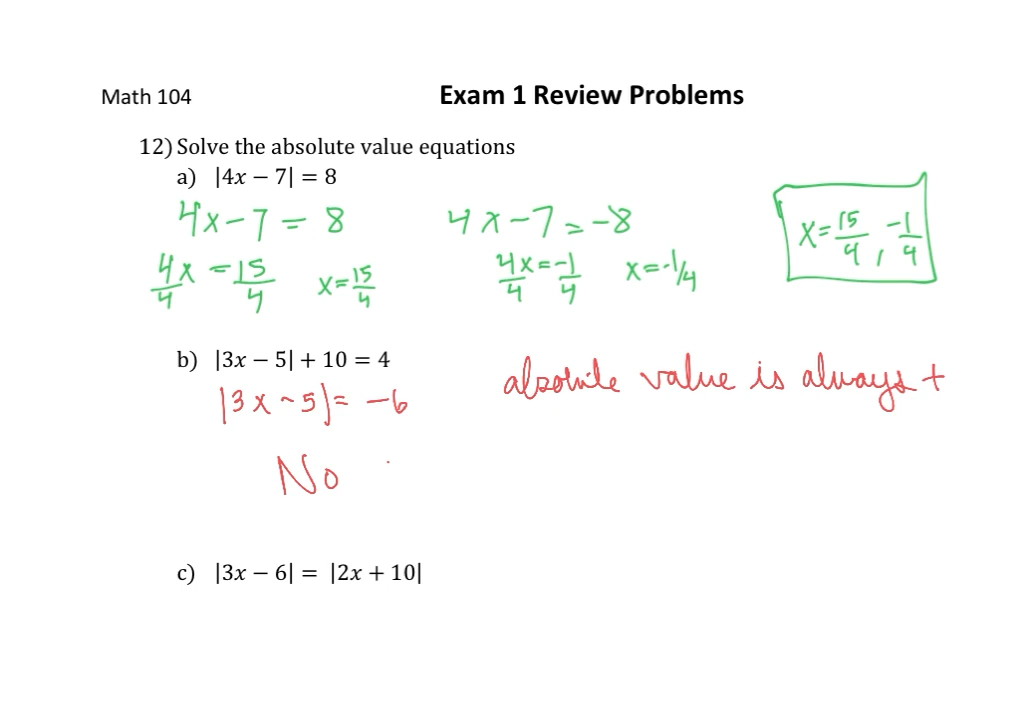 Math 104 Exam 1 Review Problems
12) Solve the absolute value equations
a) |4x − 7| = 8
4x-7 = 8 4x-7=-8 x=15/4, -1/4
4x/4 = 15/4 x=15/4 4x/4=-1/4 x=-1/4
b) |3x − 5| + 10 = 4
absolute value is always +
|3x-5|= -6
No
c) |3x − 6| = |2x + 10|